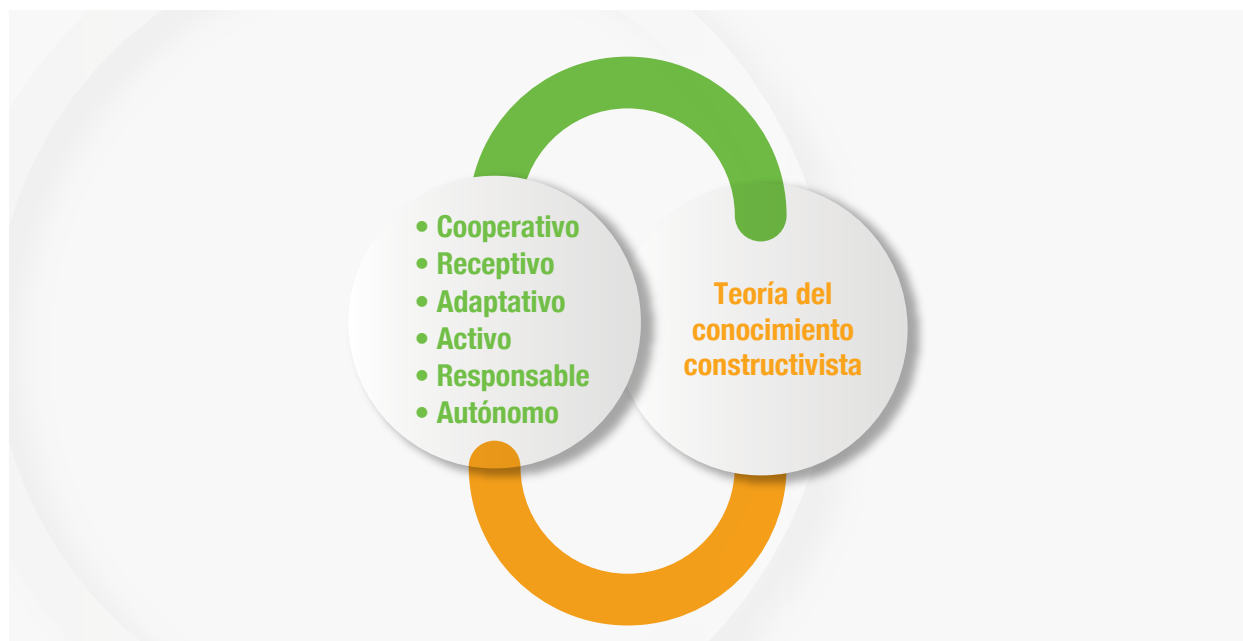 • Cooperativo
• Receptivo
• Adaptativo
• Activo
• Responsable
• Autónomo
Teoría del
conocimiento
constructivista